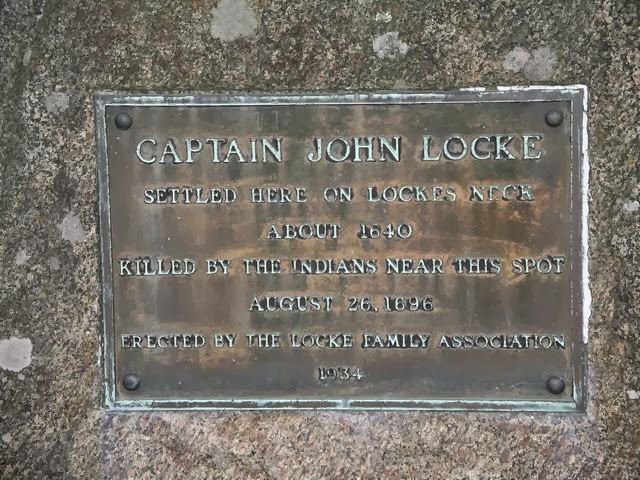 CAPTAIN JOHN LOCKE
SETTLED HERE ON LOCKES NECK
ABOUT 1640
KILLED BY THE INDIANS NEAR THIS SPOT
AUGUST 26, 1696
ERECTED BY THE LOCKE FAMILY ASSOCIATION
1934